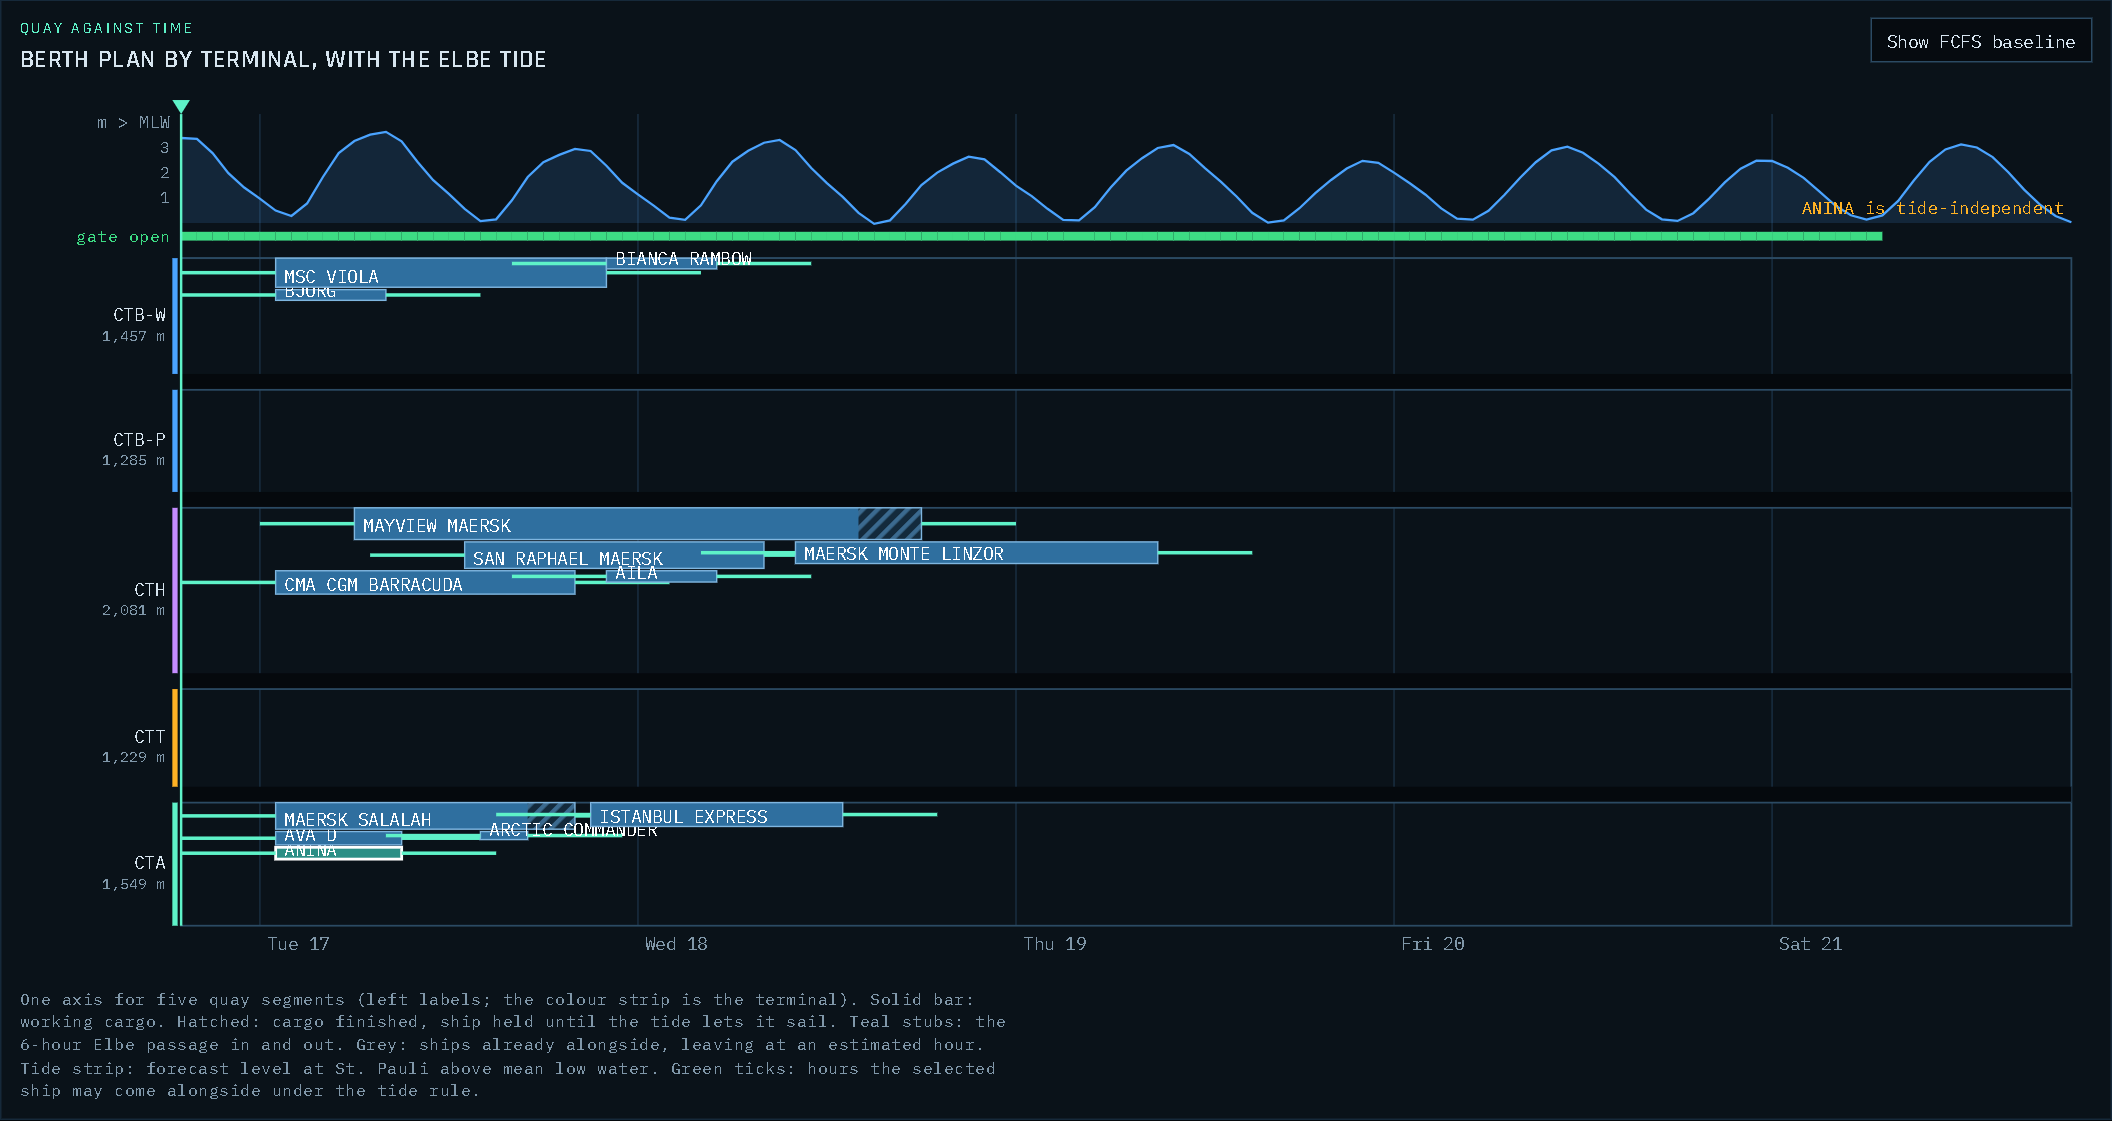 QUAY AGAINST TIME
BERTH PLAN BY TERMINAL, WITH THE ELBE TIDE
Show FCFS baseline
m > MLW
3
2
1
ANINA is tide-independent
gate open
BIANCA RAMBOW
MSC VIOLA
BJORG
CTB-W
1,457 m
CTB-P
1,285 m
MAYVIEW MAERSK
SAN RAPHAEL MAERSK
MAERSK MONTE LINZOR
AILA
CMA CGM BARRACUDA
CTH
2,081 m
CTT
1,229 m
MAERSK SALALAH
ISTANBUL EXPRESS
AVA D
ARCTIC COMMANDER
ANINA
CTA
1,549 m
Tue 17
Wed 18
Thu 19
Fri 20
Sat 21
One axis for five quay segments (left labels; the colour strip is the terminal). Solid bar:
working cargo. Hatched: cargo finished, ship held until the tide lets it sail. Teal stubs: the
6-hour Elbe passage in and out. Grey: ships already alongside, leaving at an estimated hour.
Tide strip: forecast level at St. Pauli above mean low water. Green ticks: hours the selected
ship may come alongside under the tide rule.